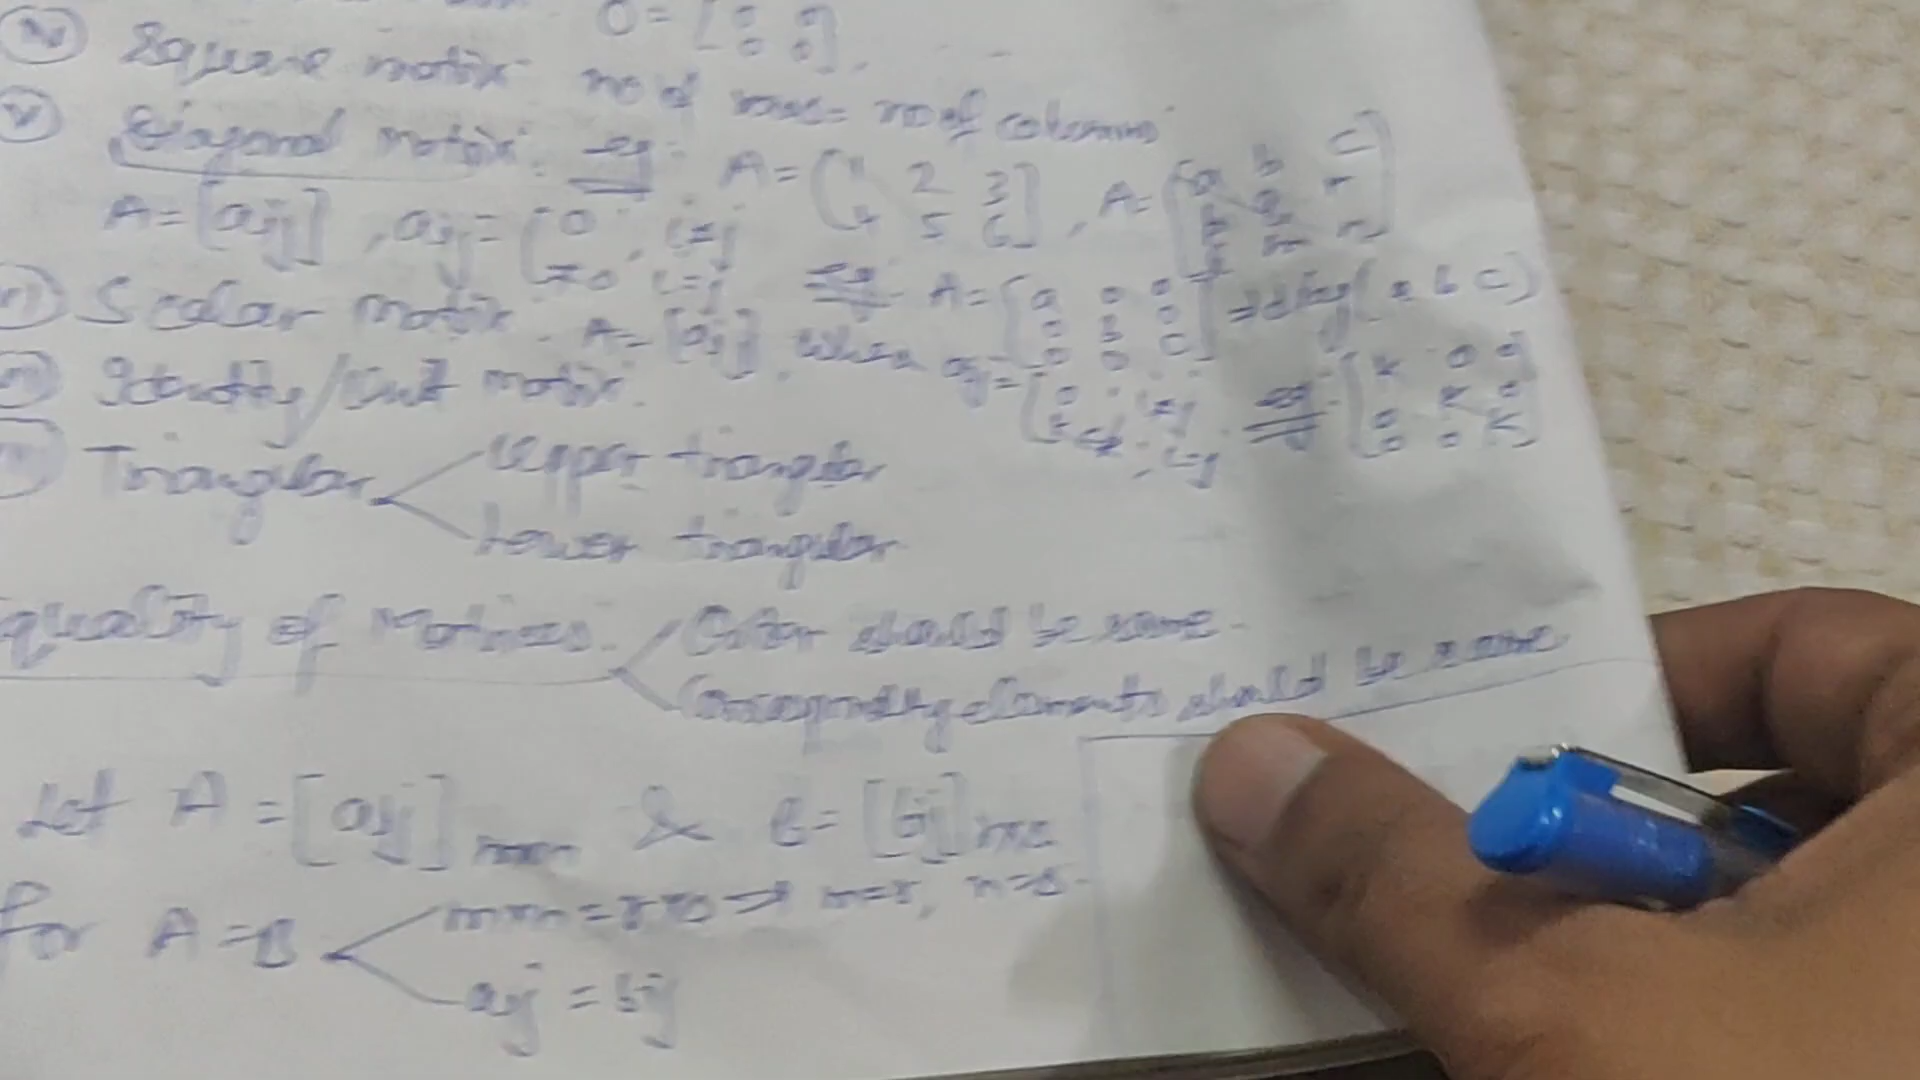 O = [0 0
0 0],
(iv) Square matrix no of rows = no of columns
(v) Diagonal matrix. eg: A = [1 2 3
4 5 6], A = [a b c
A = [aij], aij = [0, i≠j
≠0, i=j eg A = [a 0 0
0 b 0
0 0 c] ⇒ diag( a b c)
Scalar matrix. A = [aij], when aij = [0, i≠j
, i=j eg: [k 0 0
0 k 0
0 0 k]
Identity/Unit matrix.
Triangular
Upper triangular
Lower triangular
Equality of Matrices.
Order should be same.
Corresponding elements should be same
Let A = [aij] m×n & B = [bij] r×s
for A = B
m×n = r×s → m=r, n=s.
aij = bij